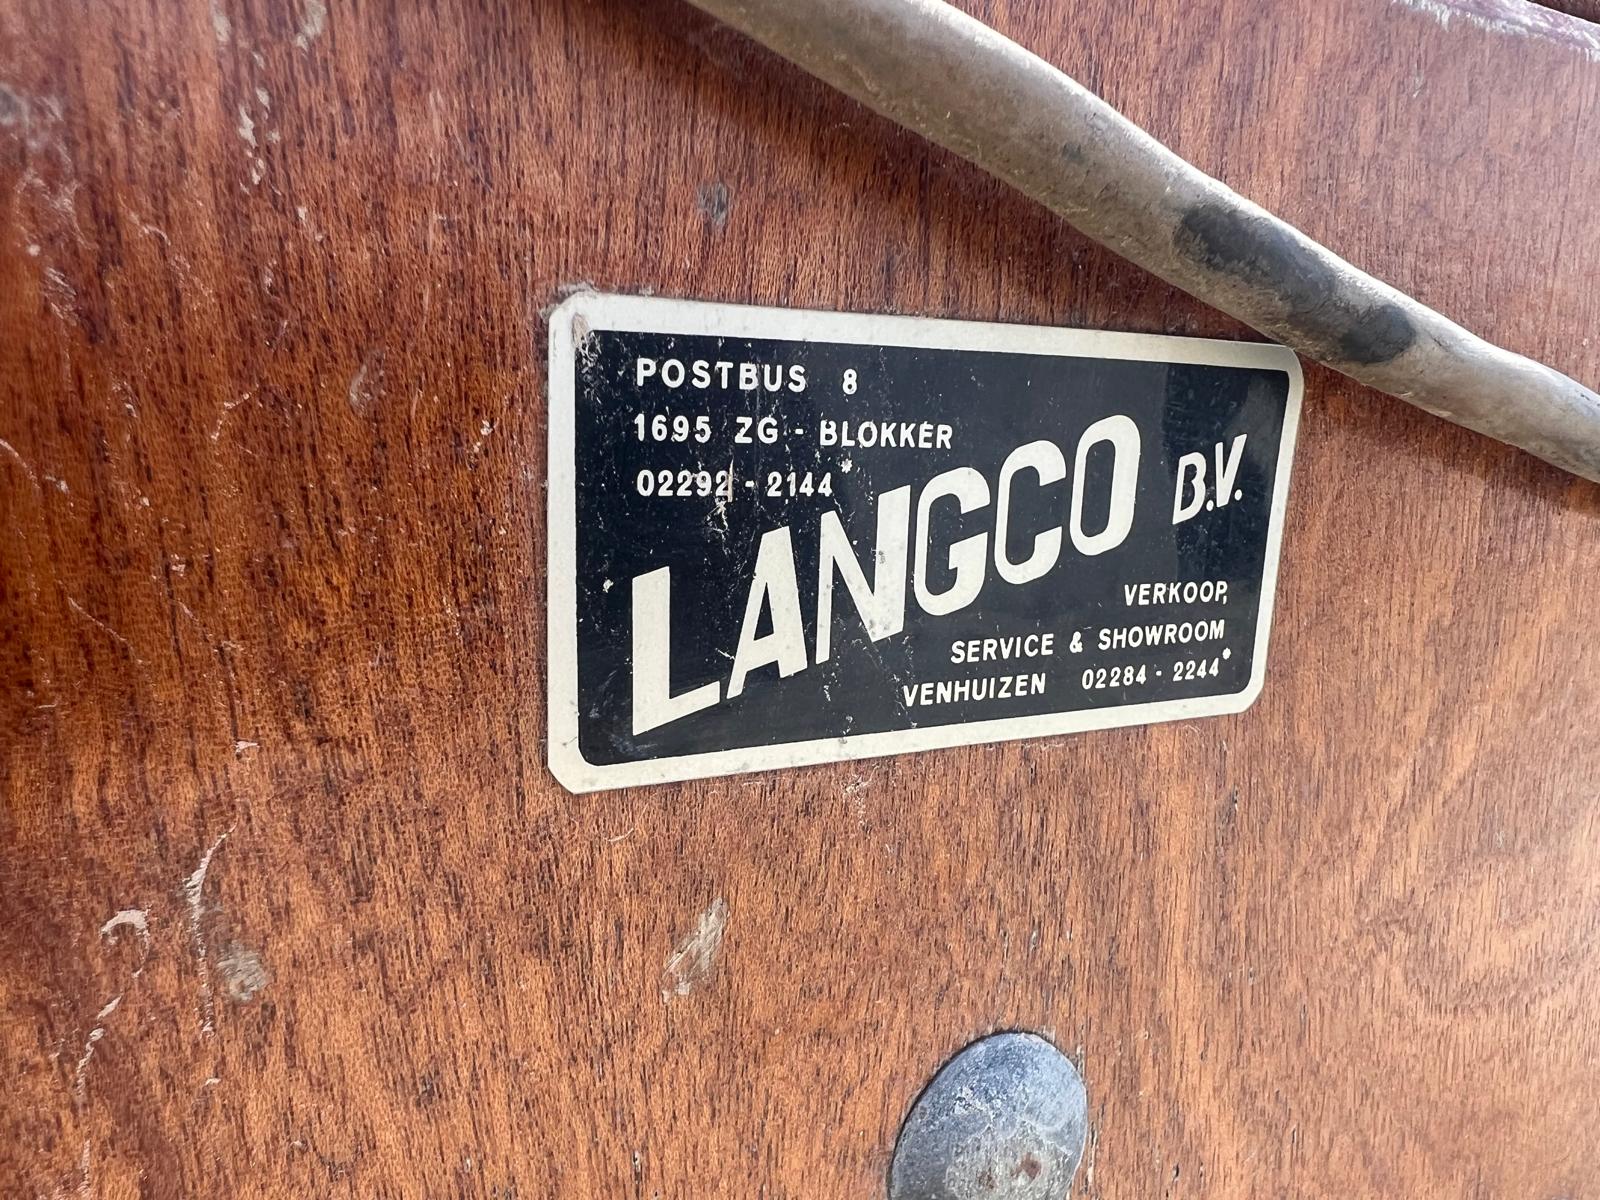 POSTBUS 8
1695 ZG - BLOKKER
02292 - 2144*
LANGCO B.V.
VERKOOP,
SERVICE & SHOWROOM
VENHUIZEN 02284 - 2244*